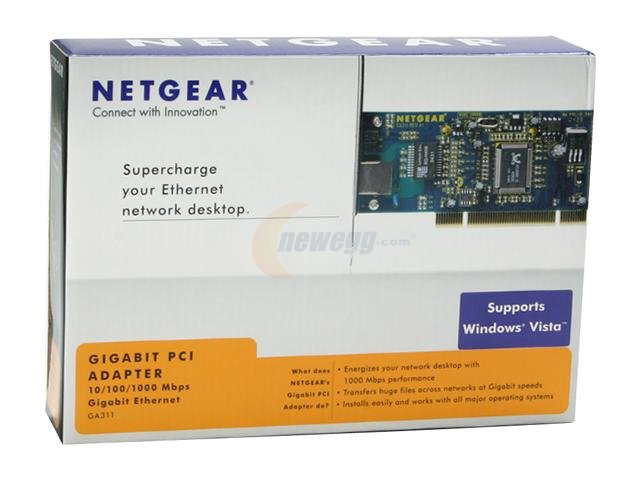 NETGEAR
NETGEAR®
Connect with Innovation™
Supercharge
your Ethernet
network desktop.
NETGEAR
newegg.com
Supports
Windows® Vista™
GIGABIT PCI
ADAPTER
10/100/1000 Mbps
Gigabit Ethernet
GA311
What does
NETGEAR's
Gigabit PCI
Adapter do?
• Energizes your network desktop with
1000 Mbps performance
• Transfers huge files across networks at Gigabit speeds
• Installs easily and works with all major operating systems